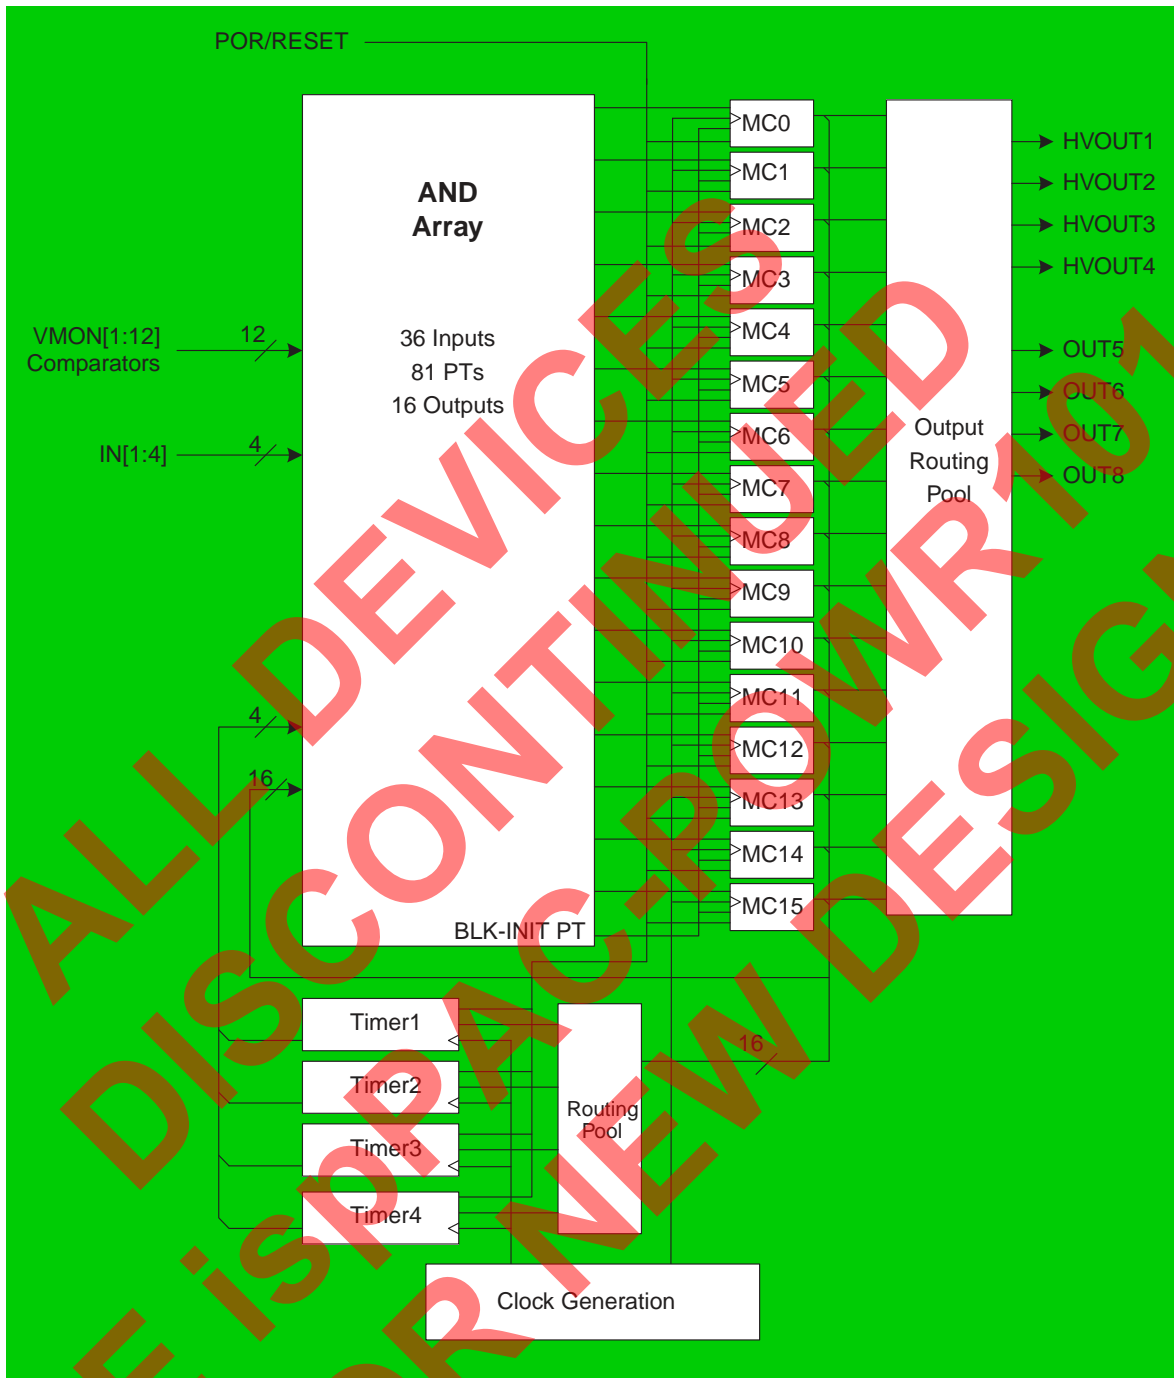 POR/RESET
AND
Array
36 Inputs
81 PTs
16 Outputs
VMON[1:12]
Comparators
12
IN[1:4]
4
4
16
BLK-INIT PT
MC0
MC1
MC2
MC3
MC4
MC5
MC6
MC7
MC8
MC9
MC10
MC11
MC12
MC13
MC14
MC15
Output
Routing
Pool
HVOUT1
HVOUT2
HVOUT3
HVOUT4
OUT5
OUT6
OUT7
OUT8
Timer1
Timer2
Timer3
Timer4
Routing
Pool
16
Clock Generation
ALL DEVICES
DISCONTINUED
E ispPAC-POWR101
OR NEW DESIG